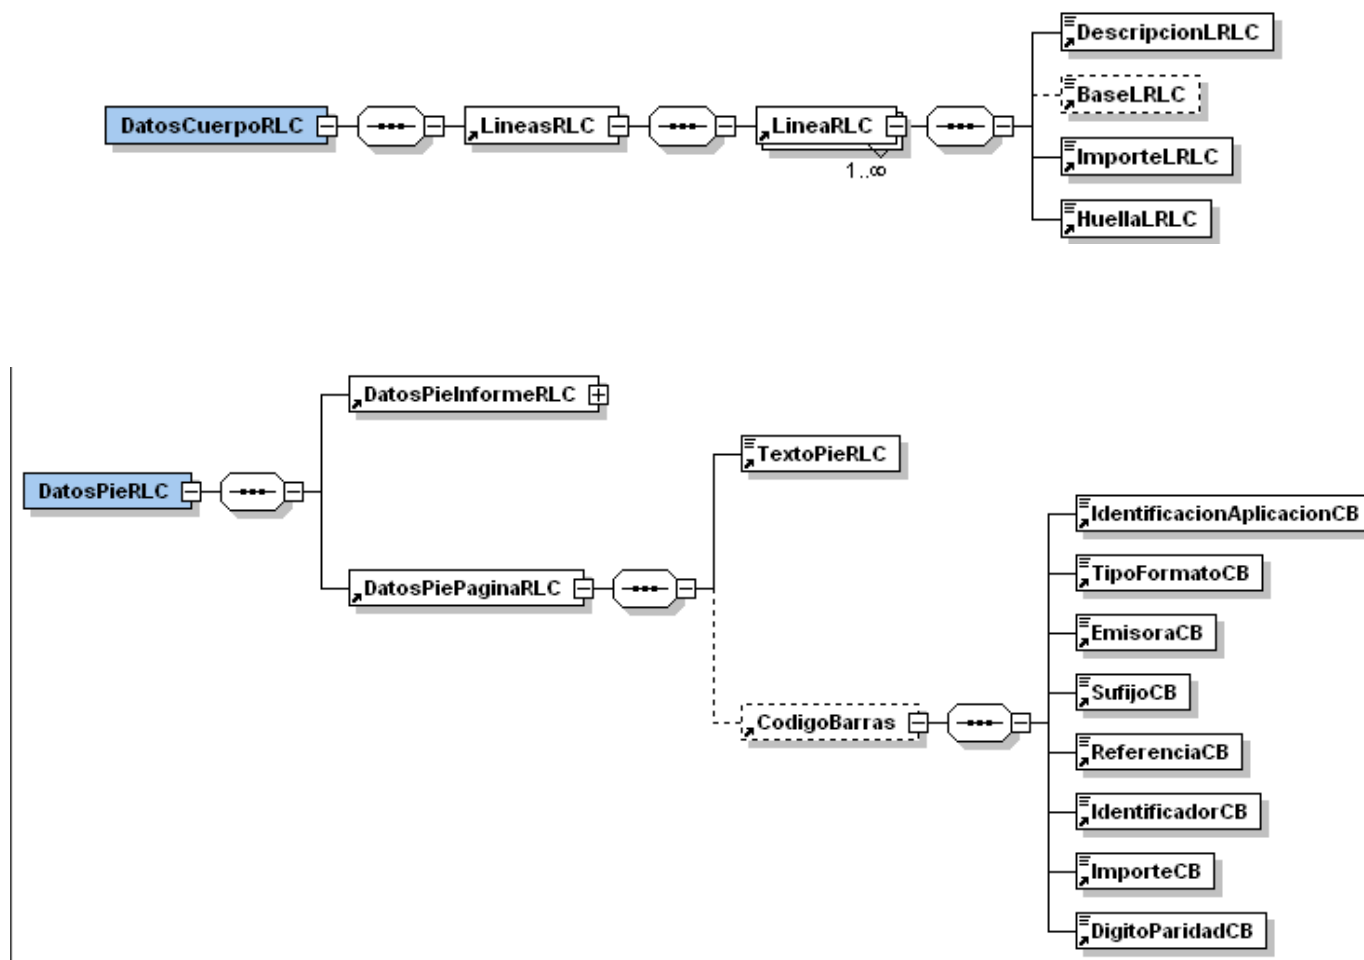 DatosCuerpoRLC
LineasRLC
LineaRLC
1..∞
DescripcionLRLC
BaseLRLC
ImporteLRLC
HuellaLRLC
DatosPieRLC
DatosPieInformeRLC
DatosPiePaginaRLC
TextoPieRLC
CodigoBarras
IdentificacionAplicacionCB
TipoFormatoCB
EmisoraCB
SufijoCB
ReferenciaCB
IdentificadorCB
ImporteCB
DigitoParidadCB